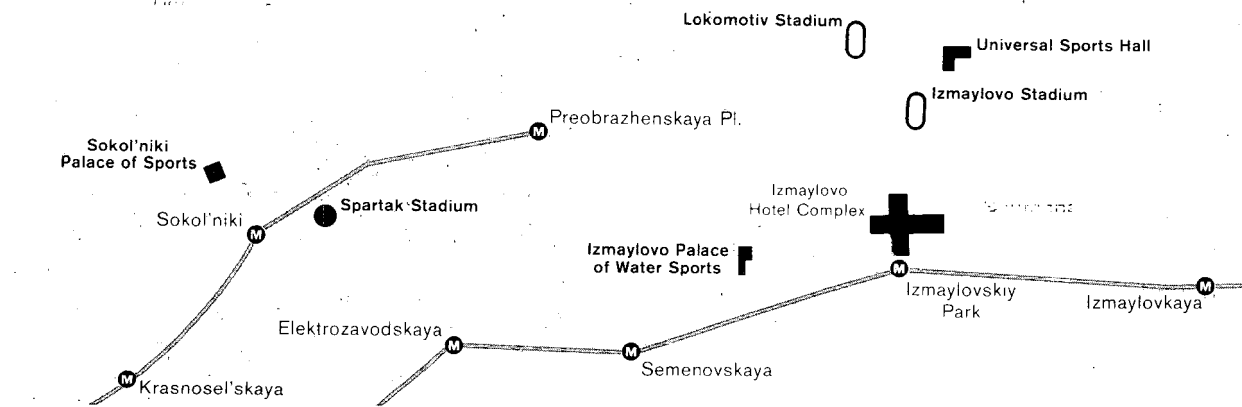 Lokomotiv Stadium
Universal Sports Hall
Izmaylovo Stadium
Preobrazhenskaya Pl.
Sokol'niki
Palace of Sports
Spartak Stadium
Sokol'niki
Izmaylovo
Hotel Complex
Izmaylovo Palace
of Water Sports
Izmaylovskiy
Park
Izmaylovkaya
Elektrozavodskaya
Semenovskaya
Krasnosel'skaya
M
M
M
M
M
M
M